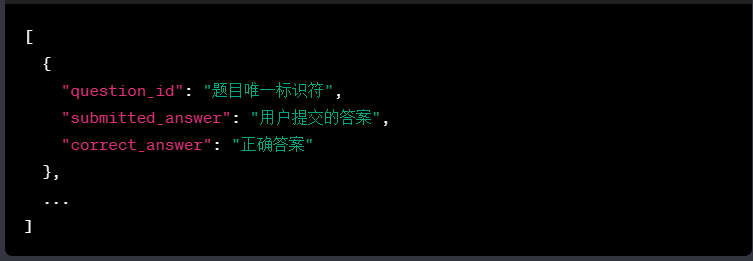 [
{
"question_id": "题目唯一标识符",
"submitted_answer": "用户提交的答案",
"correct_answer": "正确答案"
},
...
]